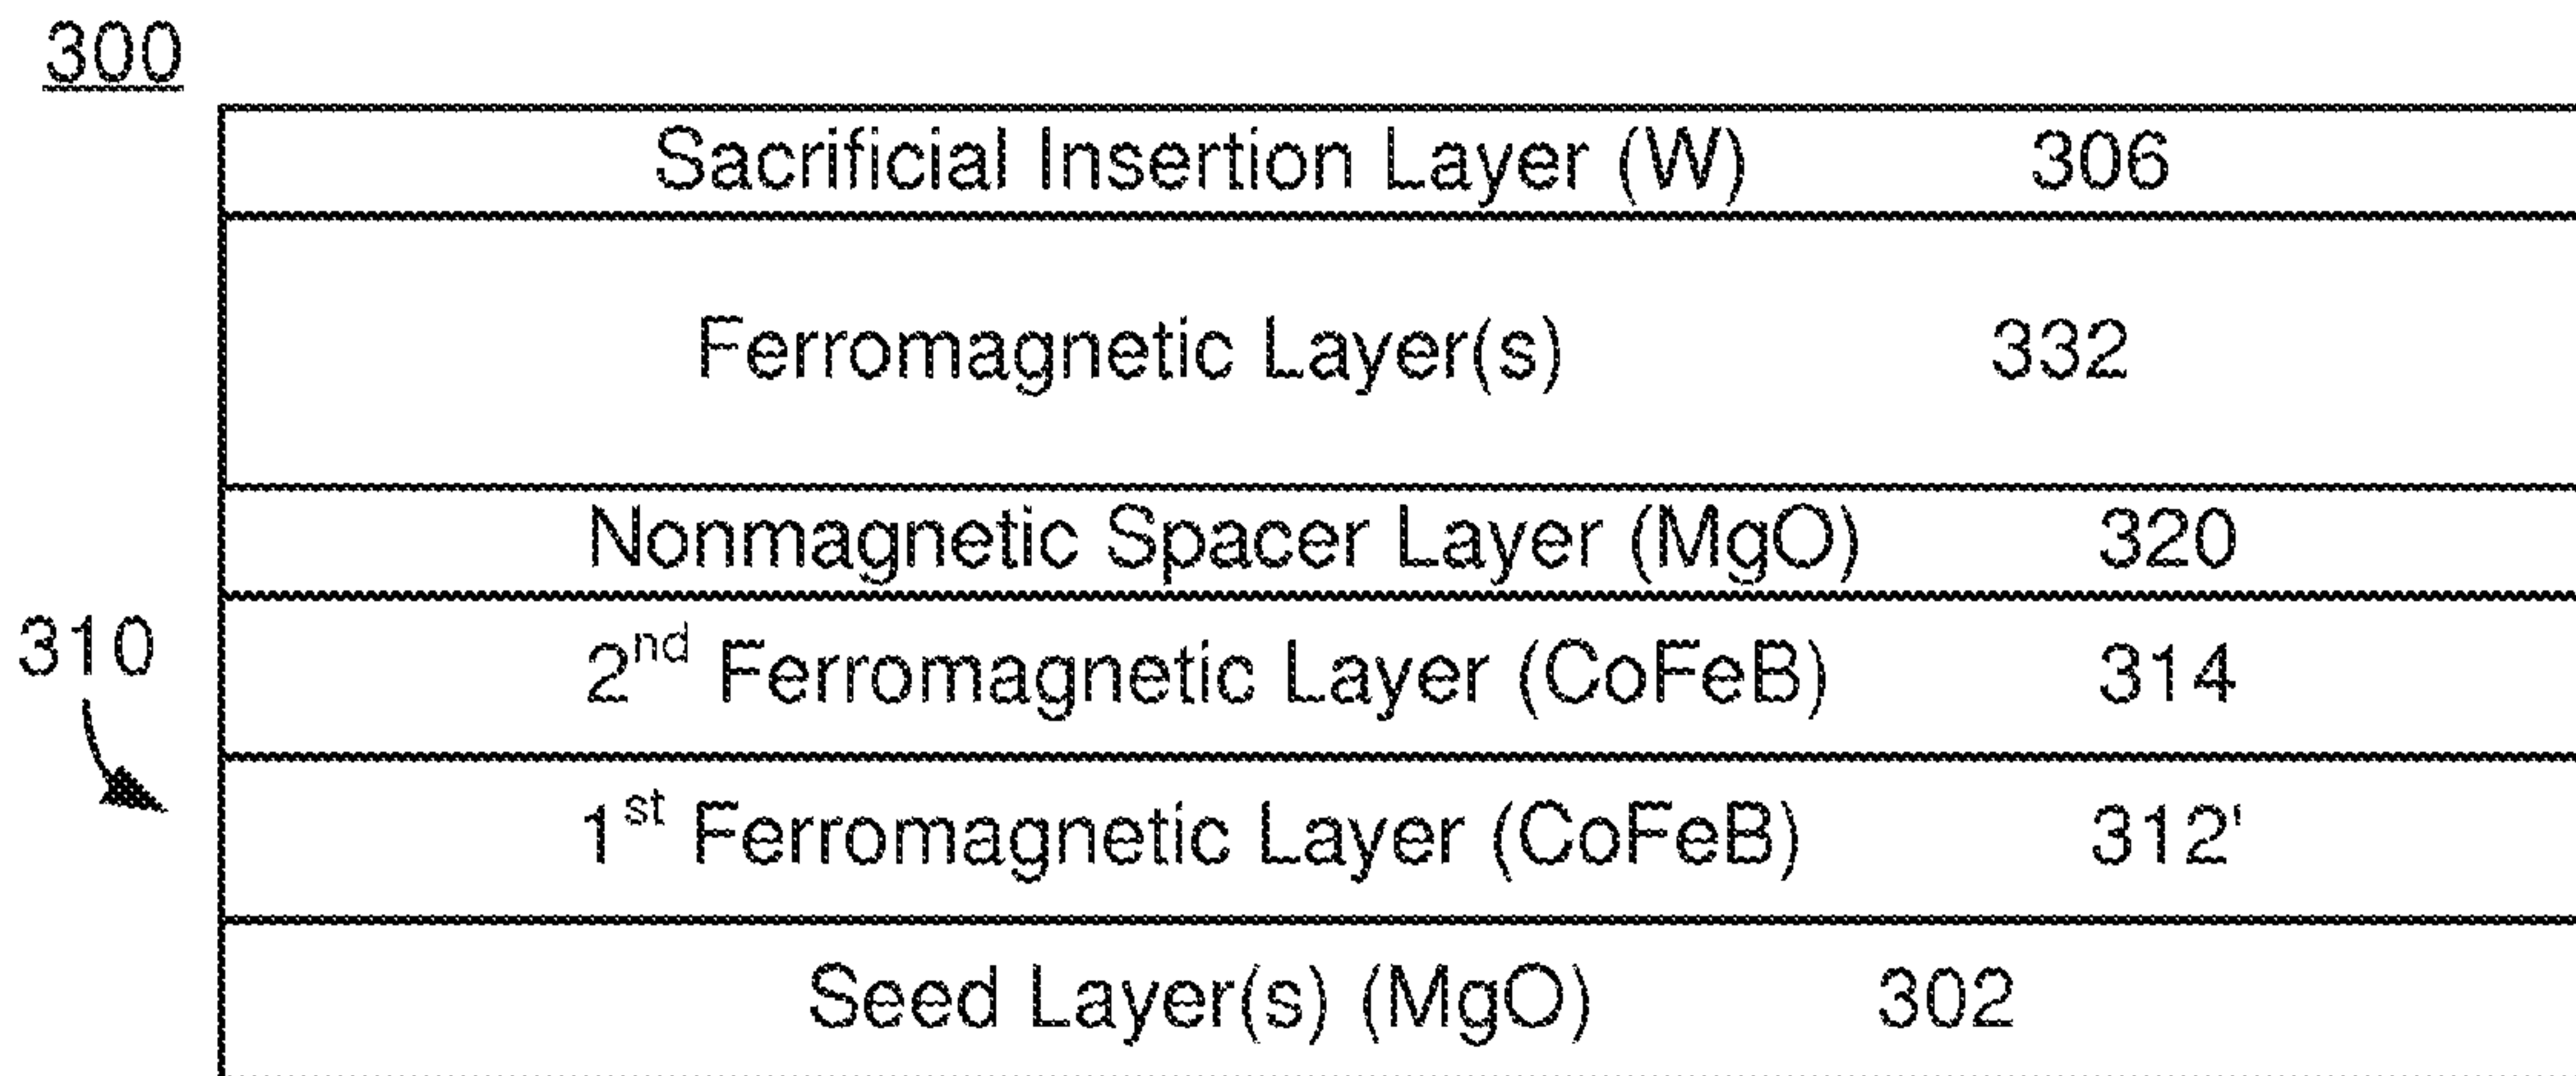 300
Sacrificial Insertion Layer (W) 306
Ferromagnetic Layer(s) 332
Nonmagnetic Spacer Layer (MgO) 320
310
2nd Ferromagnetic Layer (CoFeB) 314
1st Ferromagnetic Layer (CoFeB) 312'
Seed Layer(s) (MgO) 302